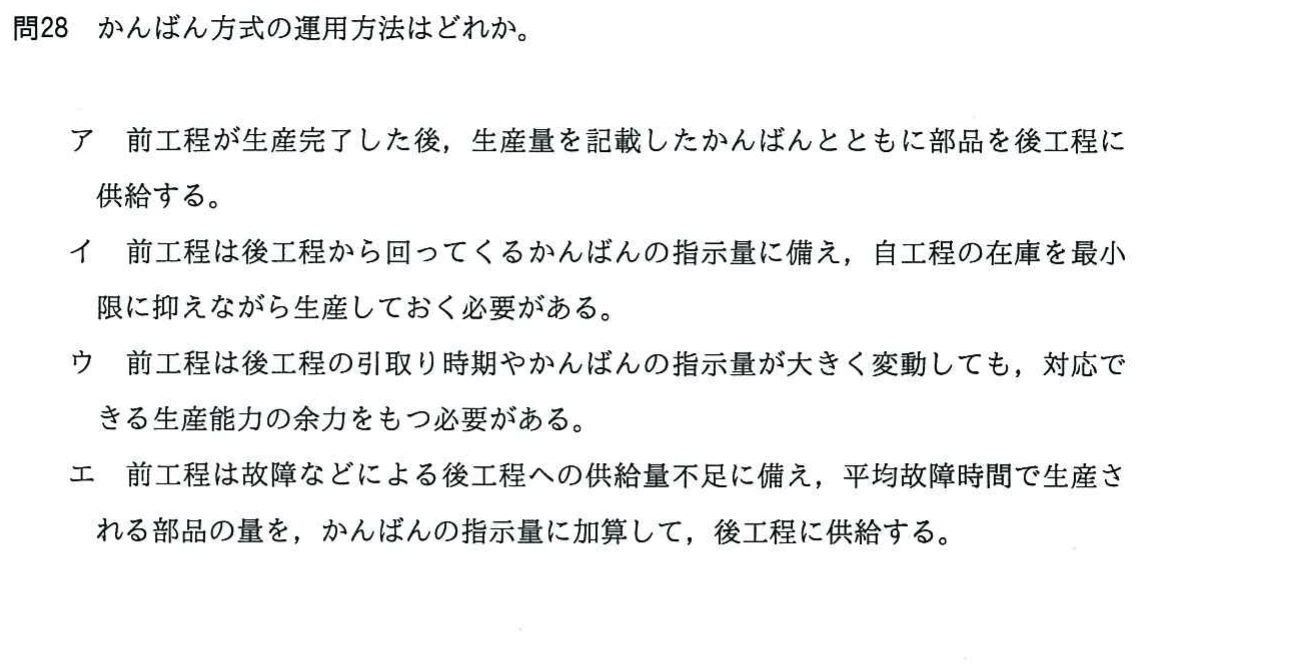 問28　かんばん方式の運用方法はどれか。
ア　前工程が生産完了した後，生産量を記載したかんばんとともに部品を後工程に
供給する。
イ　前工程は後工程から回ってくるかんばんの指示量に備え，自工程の在庫を最小
限に抑えながら生産しておく必要がある。
ウ　前工程は後工程の引取り時期やかんばんの指示量が大きく変動しても，対応で
きる生産能力の余力をもつ必要がある。
エ　前工程は故障などによる後工程への供給量不足に備え，平均故障時間で生産さ
れる部品の量を，かんばんの指示量に加算して，後工程に供給する。